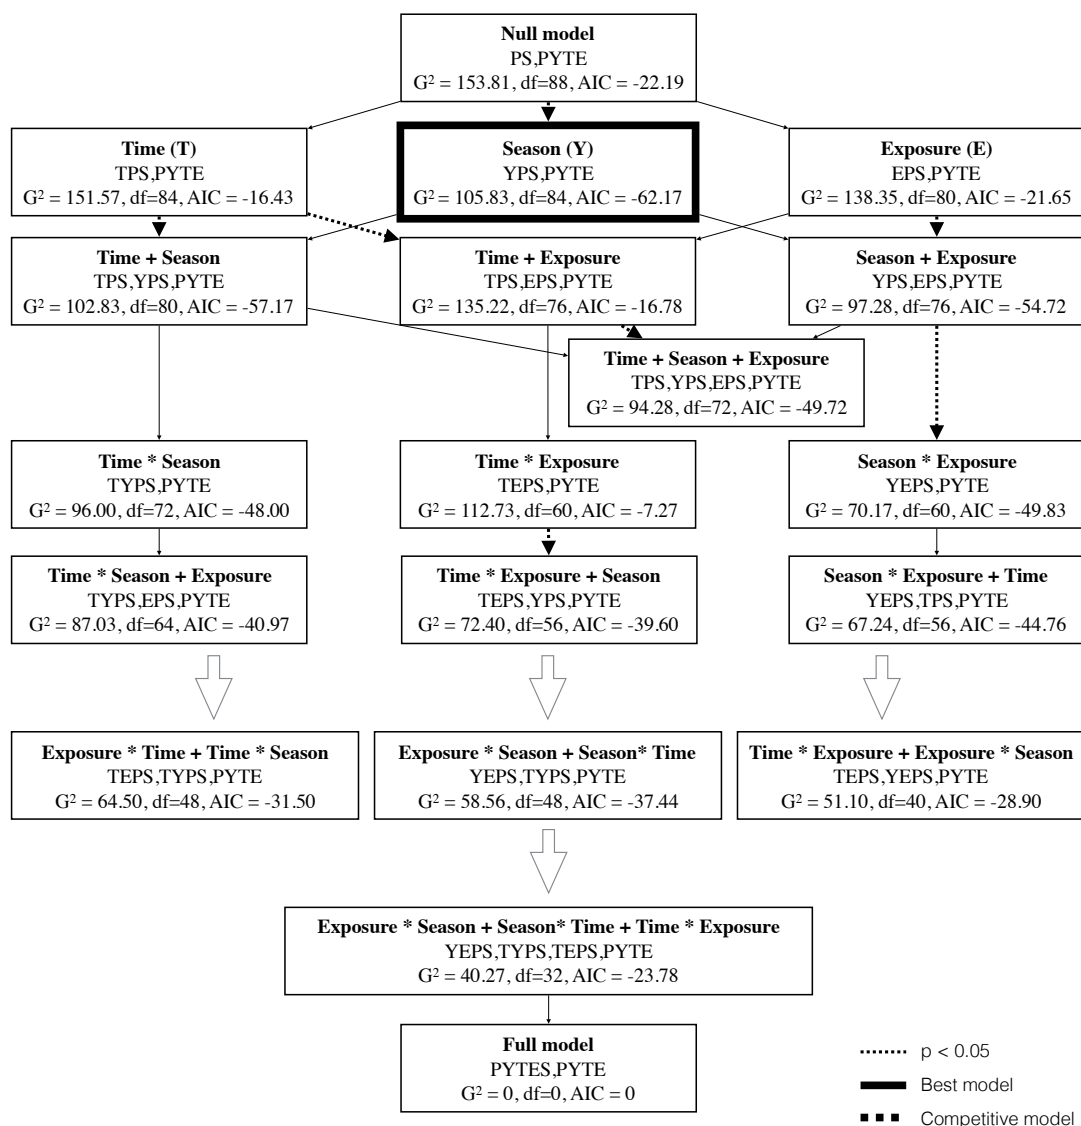 Null model
PS,PYTE
G² = 153.81, df=88, AIC = -22.19
Time (T)
TPS,PYTE
G² = 151.57, df=84, AIC = -16.43
Season (Y)
YPS,PYTE
G² = 105.83, df=84, AIC = -62.17
Exposure (E)
EPS,PYTE
G² = 138.35, df=80, AIC = -21.65
Time + Season
TPS,YPS,PYTE
G² = 102.83, df=80, AIC = -57.17
Time + Exposure
TPS,EPS,PYTE
G² = 135.22, df=76, AIC = -16.78
Season + Exposure
YPS,EPS,PYTE
G² = 97.28, df=76, AIC = -54.72
Time + Season + Exposure
TPS,YPS,EPS,PYTE
G² = 94.28, df=72, AIC = -49.72
Time * Season
TYPS,PYTE
G² = 96.00, df=72, AIC = -48.00
Time * Exposure
TEPS,PYTE
G² = 112.73, df=60, AIC = -7.27
Season * Exposure
YEPS,PYTE
G² = 70.17, df=60, AIC = -49.83
Time * Season + Exposure
TYPS,EPS,PYTE
G² = 87.03, df=64, AIC = -40.97
Time * Exposure + Season
TEPS,YPS,PYTE
G² = 72.40, df=56, AIC = -39.60
Season * Exposure + Time
YEPS,TPS,PYTE
G² = 67.24, df=56, AIC = -44.76
Exposure * Time + Time * Season
TEPS,TYPS,PYTE
G² = 64.50, df=48, AIC = -31.50
Exposure * Season + Season* Time
YEPS,TYPS,PYTE
G² = 58.56, df=48, AIC = -37.44
Time * Exposure + Exposure * Season
TEPS,YEPS,PYTE
G² = 51.10, df=40, AIC = -28.90
Exposure * Season + Season* Time + Time * Exposure
YEPS,TYPS,TEPS,PYTE
G² = 40.27, df=32, AIC = -23.78
Full model
PYTES,PYTE
G² = 0, df=0, AIC = 0
p < 0.05
Best model
Competitive model